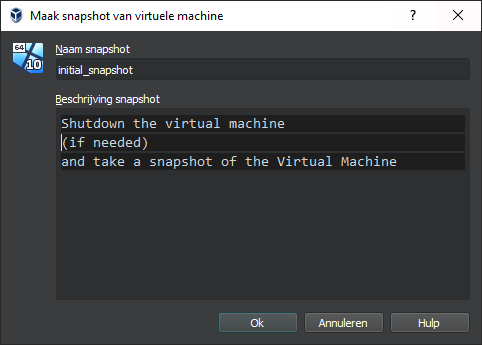 Maak snapshot van virtuele machine
?
64
10
Naam snapshot
initial_snapshot
Beschrijving snapshot
Shutdown the virtual machine
(if needed)
and take a snapshot of the Virtual Machine
Ok Annuleren Hulp